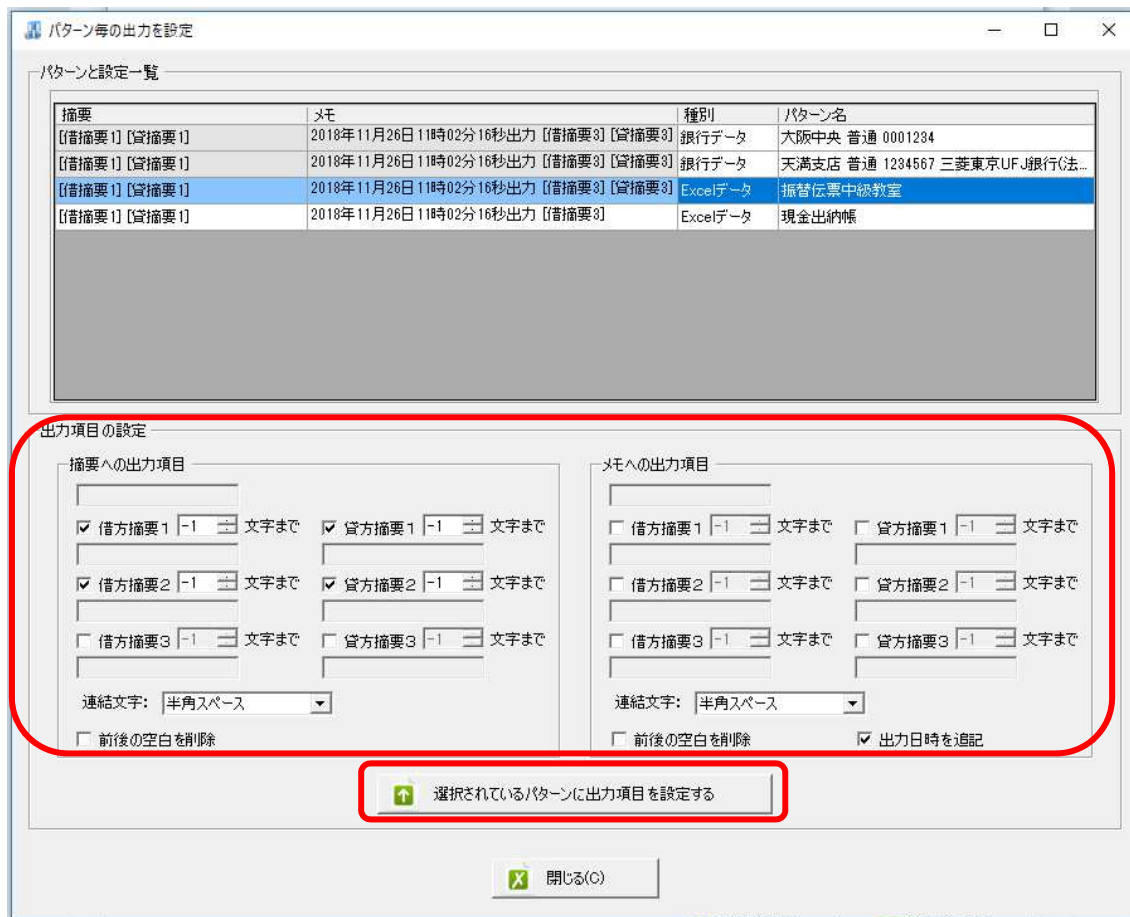 パターン毎の出力を設定
パターンと設定一覧
摘要 メモ 種別 パターン名
[借摘要1] [貸摘要1] 2018年11月26日11時02分16秒出力 [借摘要3] [貸摘要3] 銀行データ 大阪中央 普通 0001234
[借摘要1] [貸摘要1] 2018年11月26日11時02分16秒出力 [借摘要3] [貸摘要3] 銀行データ 天満支店 普通 1234567 三菱東京UFJ銀行(法...
[借摘要1] [貸摘要1] 2018年11月26日11時02分16秒出力 [借摘要3] [貸摘要3] Excelデータ 振替伝票中級教室
[借摘要1] [貸摘要1] 2018年11月26日11時02分16秒出力 [借摘要3] Excelデータ 現金出納帳
出力項目の設定
摘要への出力項目 メモへの出力項目
借方摘要1 -1 文字まで 貸方摘要1 -1 文字まで 借方摘要1 -1 文字まで 貸方摘要1 -1 文字まで
借方摘要2 -1 文字まで 貸方摘要2 -1 文字まで 借方摘要2 -1 文字まで 貸方摘要2 -1 文字まで
借方摘要3 -1 文字まで 貸方摘要3 -1 文字まで 借方摘要3 -1 文字まで 貸方摘要3 -1 文字まで
連結文字: 半角スペース 連結文字: 半角スペース
前後の空白を削除 前後の空白を削除 出力日時を追記
選択されているパターンに出力項目を設定する
閉じる(C)